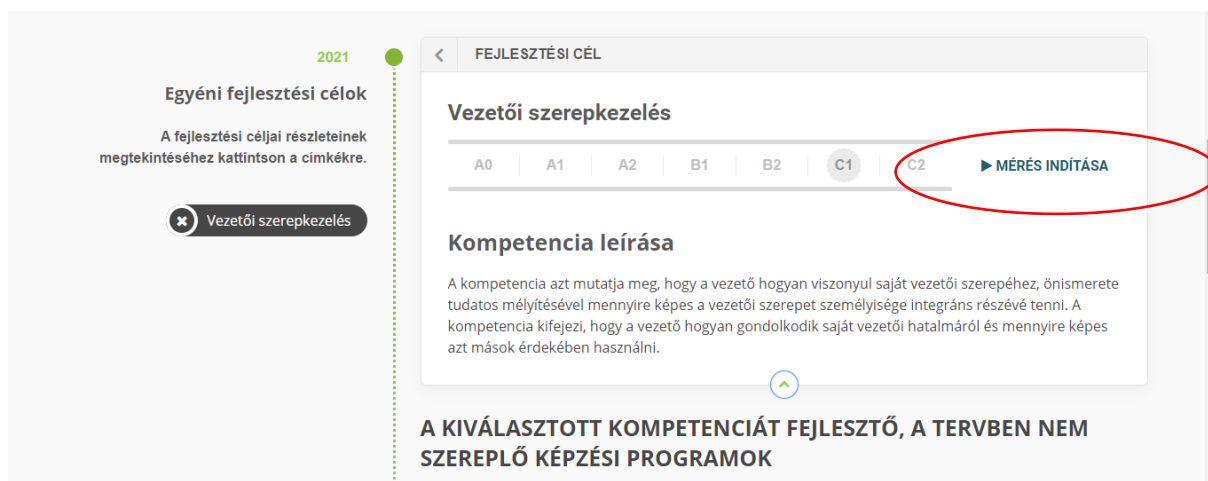 2021
Egyéni fejlesztési célok
A fejlesztési céljai részleteinek
megtekintéséhez kattintson a címkékre.
Vezetői szerepkezelés
FEJLESZTÉSI CÉL
Vezetői szerepkezelés
A0 A1 A2 B1 B2 C1 C2 MÉRÉS INDÍTÁSA
Kompetencia leírása
A kompetencia azt mutatja meg, hogy a vezető hogyan viszonyul saját vezetői szerepéhez, önismerete
tudatos mélyítésével mennyire képes a vezetői szerepet személyisége integráns részévé tenni. A
kompetencia kifejezi, hogy a vezető hogyan gondolkodik saját vezetői hatalmáról és mennyire képes
azt mások érdekében használni.
A KIVÁLASZTOTT KOMPETENCIÁT FEJLESZTŐ, A TERVBEN NEM
SZEREPLŐ KÉPZÉSI PROGRAMOK